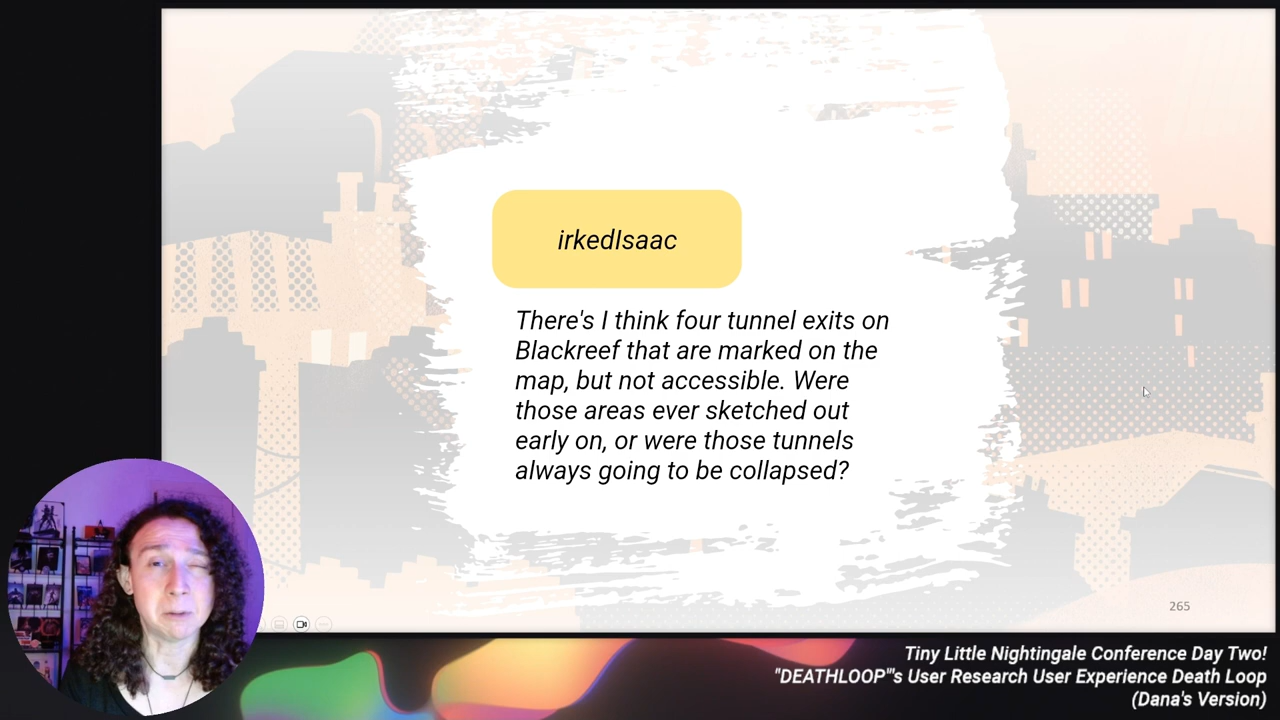 irkedIsaac
There's I think four tunnel exits on
Blackreef that are marked on the
map, but not accessible. Were
those areas ever sketched out
early on, or were those tunnels
always going to be collapsed?
265
Tiny Little Nightingale Conference Day Two!
"DEATHLOOP"'s User Research User Experience Death Loop
(Dana's Version)